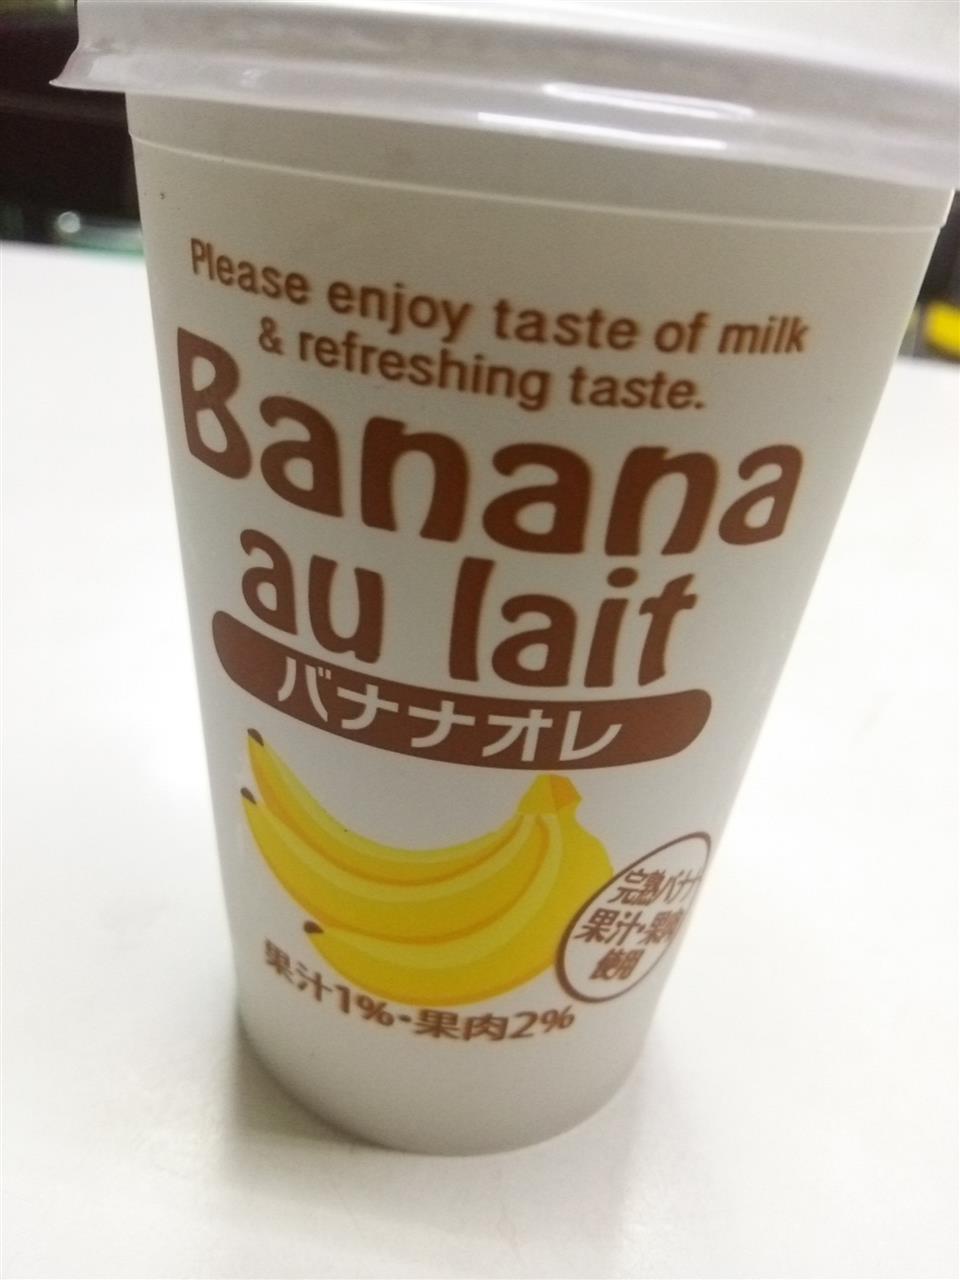 Please enjoy taste of milk
& refreshing taste.
Banana
au lait
バナナオレ
完熟バナナ
果汁・果肉
使用
果汁1%・果肉2%